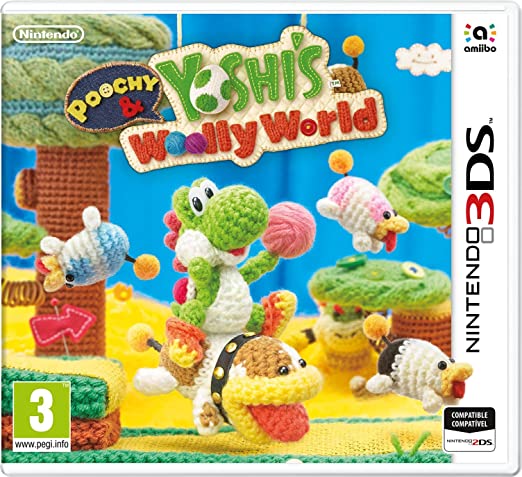 Nintendo
amiibo
POOCHY
&
YOSHI'S
Woolly World
TM
NINTENDO 3DS
3
www.pegi.info
COMPATIBLE
COMPATÍVEL
NINTENDO 2DS